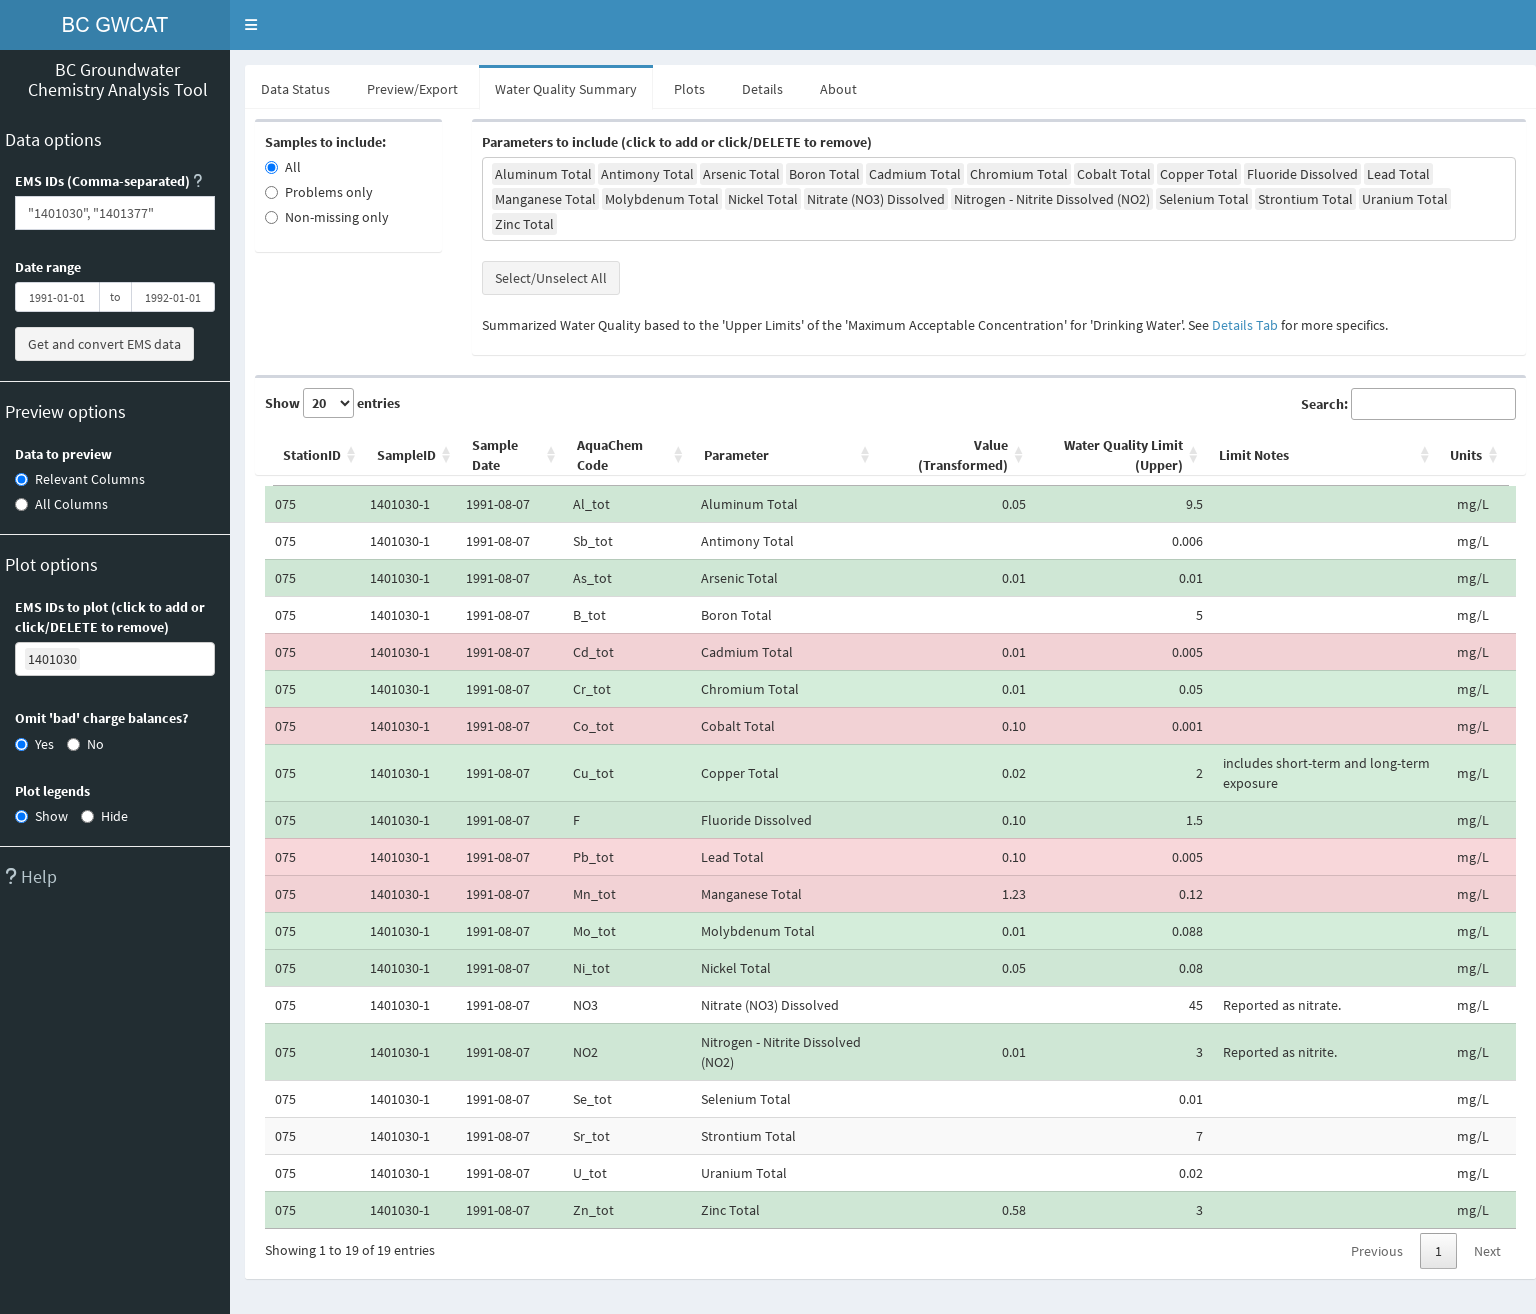 BC GWCAT
BC Groundwater
Chemistry Analysis Tool
Data options
EMS IDs (Comma-separated) ?
"1401030", "1401377"
Date range
1991-01-01 to 1992-01-01
Get and convert EMS data
Preview options
Data to preview
Relevant Columns
All Columns
Plot options
EMS IDs to plot (click to add or
click/DELETE to remove)
1401030
Omit 'bad' charge balances?
Yes No
Plot legends
Show Hide
? Help
Data Status Preview/Export Water Quality Summary Plots Details About
Samples to include:
All
Problems only
Non-missing only
Parameters to include (click to add or click/DELETE to remove)
Aluminum Total Antimony Total Arsenic Total Boron Total Cadmium Total Chromium Total Cobalt Total Copper Total Fluoride Dissolved Lead Total
Manganese Total Molybdenum Total Nickel Total Nitrate (NO3) Dissolved Nitrogen - Nitrite Dissolved (NO2) Selenium Total Strontium Total Uranium Total
Zinc Total
Select/Unselect All
Summarized Water Quality based to the 'Upper Limits' of the 'Maximum Acceptable Concentration' for 'Drinking Water'. See Details Tab for more specifics.
Show 20 entries Search:
StationID SampleID Sample Date AquaChem Code Parameter Value (Transformed) Water Quality Limit (Upper) Limit Notes Units
075 1401030-1 1991-08-07 Al_tot Aluminum Total 0.05 9.5 mg/L
075 1401030-1 1991-08-07 Sb_tot Antimony Total 0.006 mg/L
075 1401030-1 1991-08-07 As_tot Arsenic Total 0.01 0.01 mg/L
075 1401030-1 1991-08-07 B_tot Boron Total 5 mg/L
075 1401030-1 1991-08-07 Cd_tot Cadmium Total 0.01 0.005 mg/L
075 1401030-1 1991-08-07 Cr_tot Chromium Total 0.01 0.05 mg/L
075 1401030-1 1991-08-07 Co_tot Cobalt Total 0.10 0.001 mg/L
075 1401030-1 1991-08-07 Cu_tot Copper Total 0.02 2 includes short-term and long-term exposure mg/L
075 1401030-1 1991-08-07 F Fluoride Dissolved 0.10 1.5 mg/L
075 1401030-1 1991-08-07 Pb_tot Lead Total 0.10 0.005 mg/L
075 1401030-1 1991-08-07 Mn_tot Manganese Total 1.23 0.12 mg/L
075 1401030-1 1991-08-07 Mo_tot Molybdenum Total 0.01 0.088 mg/L
075 1401030-1 1991-08-07 Ni_tot Nickel Total 0.05 0.08 mg/L
075 1401030-1 1991-08-07 NO3 Nitrate (NO3) Dissolved 45 Reported as nitrate. mg/L
075 1401030-1 1991-08-07 NO2 Nitrogen - Nitrite Dissolved (NO2) 0.01 3 Reported as nitrite. mg/L
075 1401030-1 1991-08-07 Se_tot Selenium Total 0.01 mg/L
075 1401030-1 1991-08-07 Sr_tot Strontium Total 7 mg/L
075 1401030-1 1991-08-07 U_tot Uranium Total 0.02 mg/L
075 1401030-1 1991-08-07 Zn_tot Zinc Total 0.58 3 mg/L
Showing 1 to 19 of 19 entries Previous 1 Next